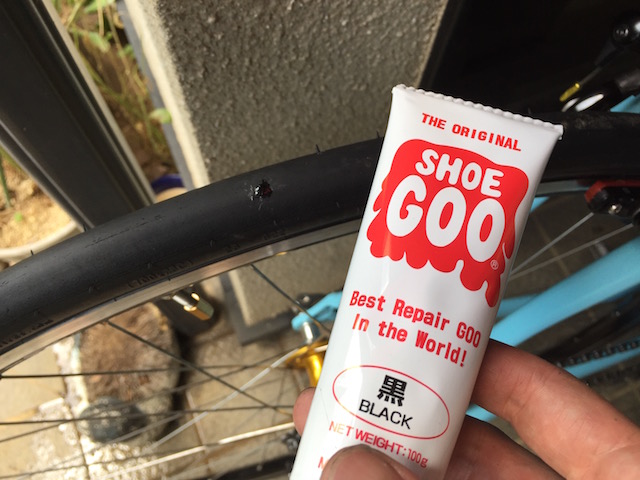 THE ORIGINAL
SHOE
GOO®
Best Repair GOO
In the World!
黒
BLACK
NET WEIGHT:100g